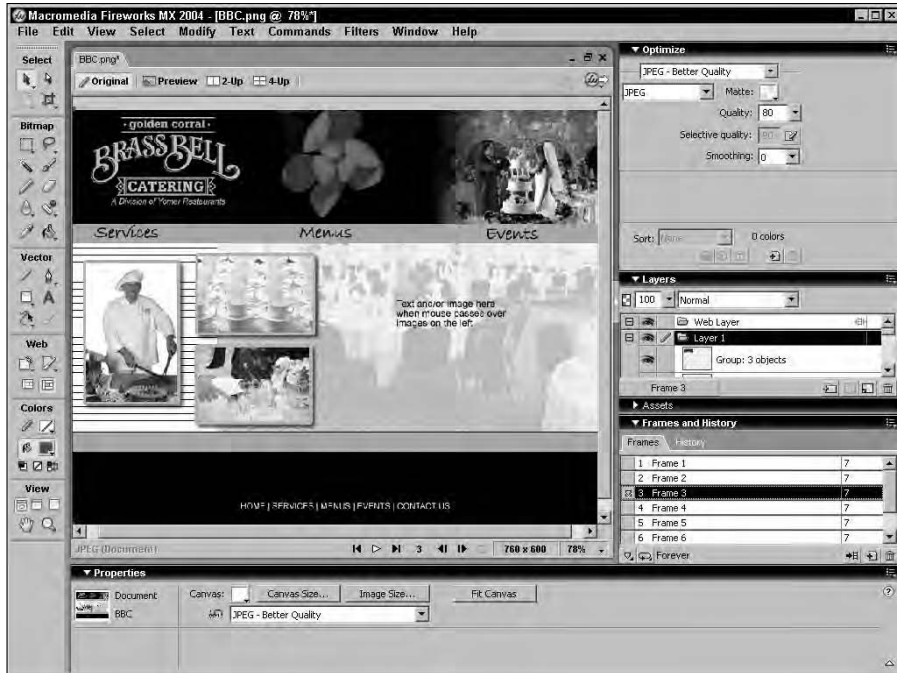 Macromedia Fireworks MX 2004 - [BBC.png @ 78%*]
File Edit View Select Modify Text Commands Filters Window Help
Select
Bitmap
Vector
Web
Colors
View
BBC.png*
Original Preview 2-Up 4-Up
golden corral
BRASS BELL
CATERING
A Division of Yomer Restaurants
Services Menus Events
Text and/or image here
when mouse passes over
images on the left
HOME | SERVICES | MENUS | EVENTS | CONTACT US
JPEG (Document) 3 760 x 600 78%
Optimize
JPEG - Better Quality
JPEG Matte:
Quality: 80
Selective quality: 90
Smoothing: 0
Sort: None 0 colors
Layers
100 Normal
Web Layer
Layer 1
Group: 3 objects
Frame 3
Assets
Frames and History
Frames History
1 Frame 1 7
2 Frame 2 7
3 Frame 3 7
4 Frame 4 7
5 Frame 5 7
6 Frame 6 7
Forever
Properties
Document Canvas: Canvas Size... Image Size... Fit Canvas
BBC JPEG - Better Quality